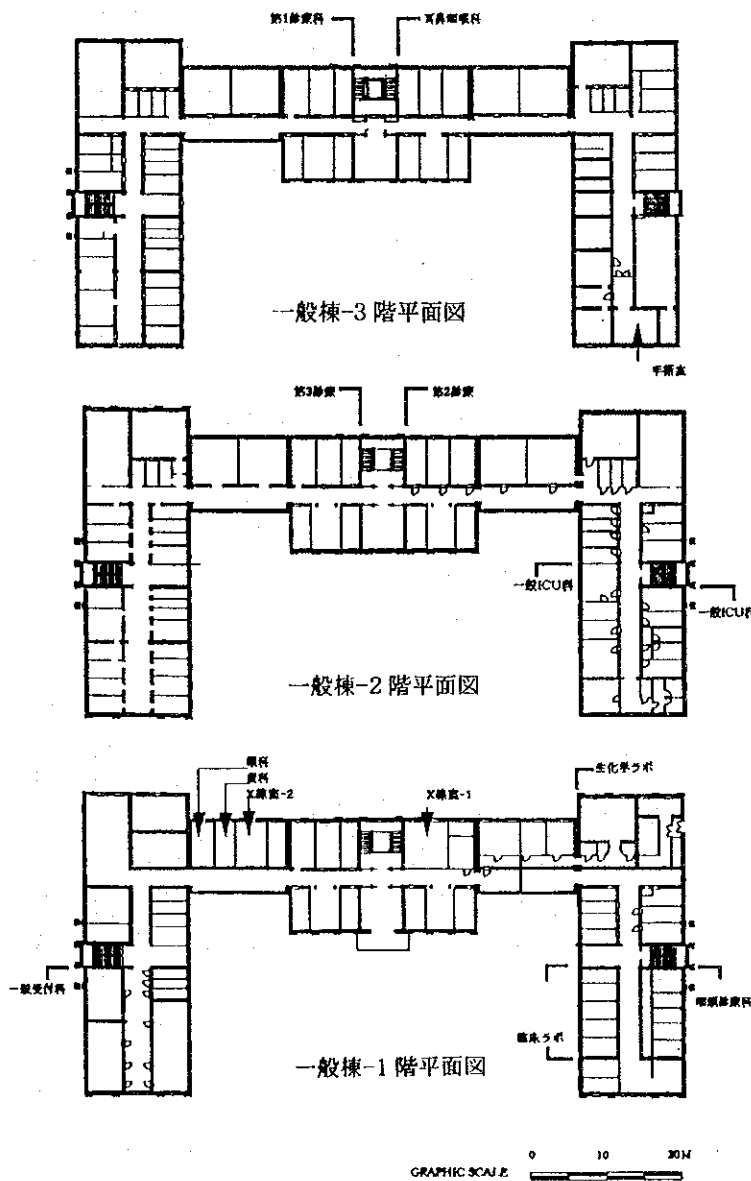 第1診療科
耳鼻咽喉科
一般棟-3 階平面図
手術室
第3診療
第2診療
一般ICU科
一般ICU科
一般棟-2 階平面図
眼科
歯科
X線室-2
X線室-1
生化学ラボ
一般受付科
臨床ラボ
一般棟-1 階平面図
GRAPHIC SCALE
0 10 20M